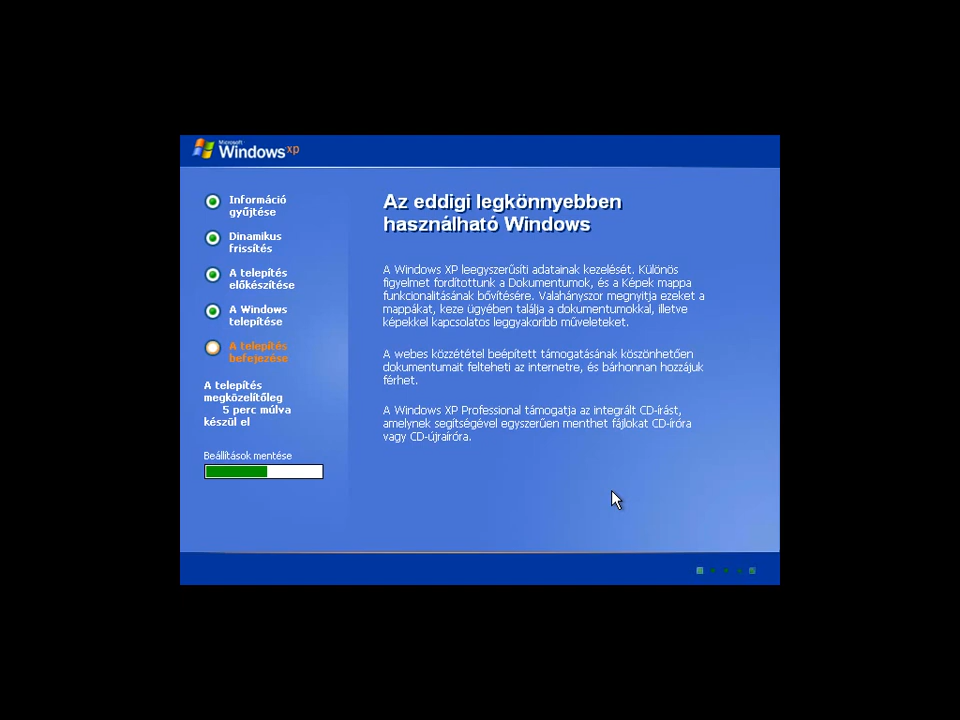 Microsoft
Windows xp
Információ
gyűjtése
Dinamikus
frissítés
A telepítés
előkészítése
A Windows
telepítése
A telepítés
befejezése
A telepítés
megközelítőleg
5 perc múlva
készül el
Beállítások mentése
Az eddigi legkönnyebben
használható Windows
A Windows XP leegyszerűsíti adatainak kezelését. Különös
figyelmet fordítottunk a Dokumentumok, és a Képek mappa
funkcionalitásának bővítésére. Valahányszor megnyitja ezeket a
mappákat, keze ügyében találja a dokumentumokkal, illetve
képekkel kapcsolatos leggyakoribb műveleteket.
A webes közzététel beépített támogatásának köszönhetően
dokumentumait felteheti az internetre, és bárhonnan hozzájuk
férhet.
A Windows XP Professional támogatja az integrált CD-írást,
amelynek segítségével egyszerűen menthet fájlokat CD-íróra
vagy CD-újraíróra.